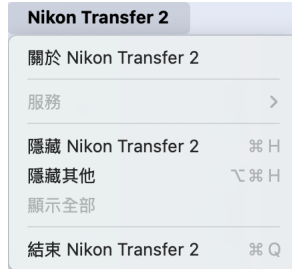 Nikon Transfer 2
關於 Nikon Transfer 2
服務 >
隱藏 Nikon Transfer 2 ⌘ H
隱藏其他 ⌥ ⌘ H
顯示全部
結束 Nikon Transfer 2 ⌘ Q